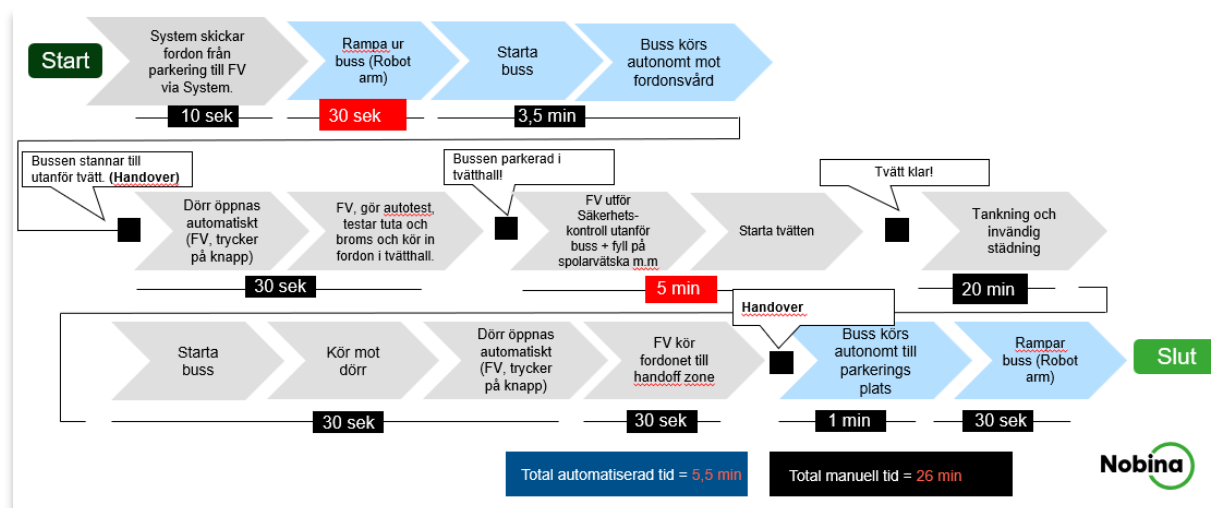 Start
System skickar
fordon från
parkering till FV
via System.
Rampa ur
buss (Robot
arm)
Starta
buss
Buss körs
autonomt mot
fordonsvård
10 sek
30 sek
3,5 min
Bussen stannar till
utanför tvätt. (Handover)
Dörr öppnas
automatiskt
(FV, trycker
på knapp)
FV, gör autotest,
testar tuta och
broms och kör in
fordon i tvätthall.
30 sek
Bussen parkerad i
tvätthall!
FV utför
Säkerhets-
kontroll utanför
buss + fyll på
spolarvätska m.m
Starta tvätten
5 min
Tvätt klar!
Tankning och
invändig
städning
20 min
Starta
buss
Kör mot
dörr
Dörr öppnas
automatiskt
(FV, trycker
på knapp)
30 sek
FV kör
fordonet till
handoff zone
30 sek
Handover
Buss körs
autonomt till
parkerings
plats
1 min
Rampar
buss (Robot
arm)
30 sek
Slut
Total automatiserad tid = 5,5 min
Total manuell tid = 26 min
Nobina